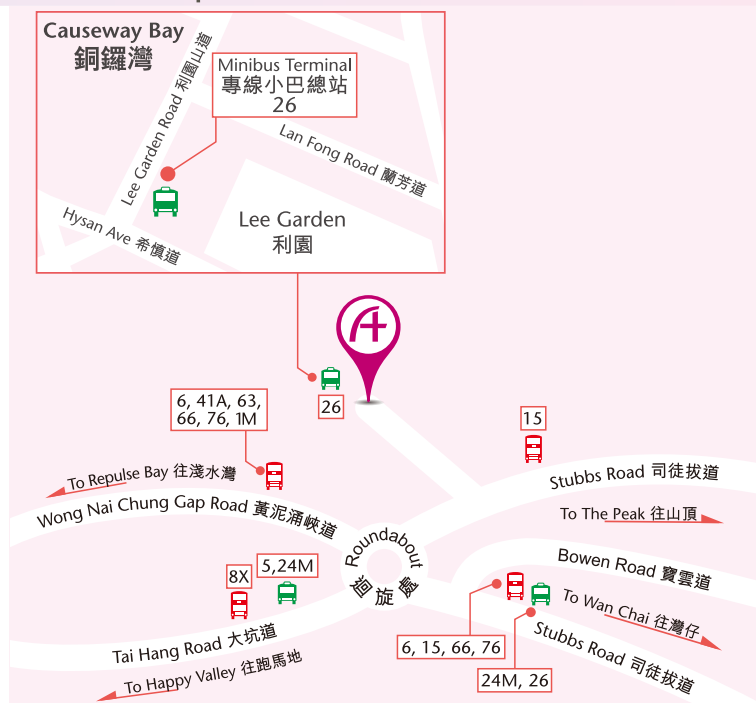 Causeway Bay
銅鑼灣
Minibus Terminal
專線小巴總站
26
Lee Garden Road 利園山道
Lan Fong Road 蘭芳道
Hysan Ave 希慎道
Lee Garden
利園
26
6, 41A, 63,
66, 76, 1M
15
To Repulse Bay 往淺水灣
Wong Nai Chung Gap Road 黃泥涌峽道
Stubbs Road 司徒拔道
To The Peak 往山頂
Roundabout
迴旋處
Bowen Road 寶雲道
8X
5,24M
To Wan Chai 往灣仔
Stubbs Road 司徒拔道
6, 15, 66, 76
24M, 26
Tai Hang Road 大坑道
To Happy Valley 往跑馬地